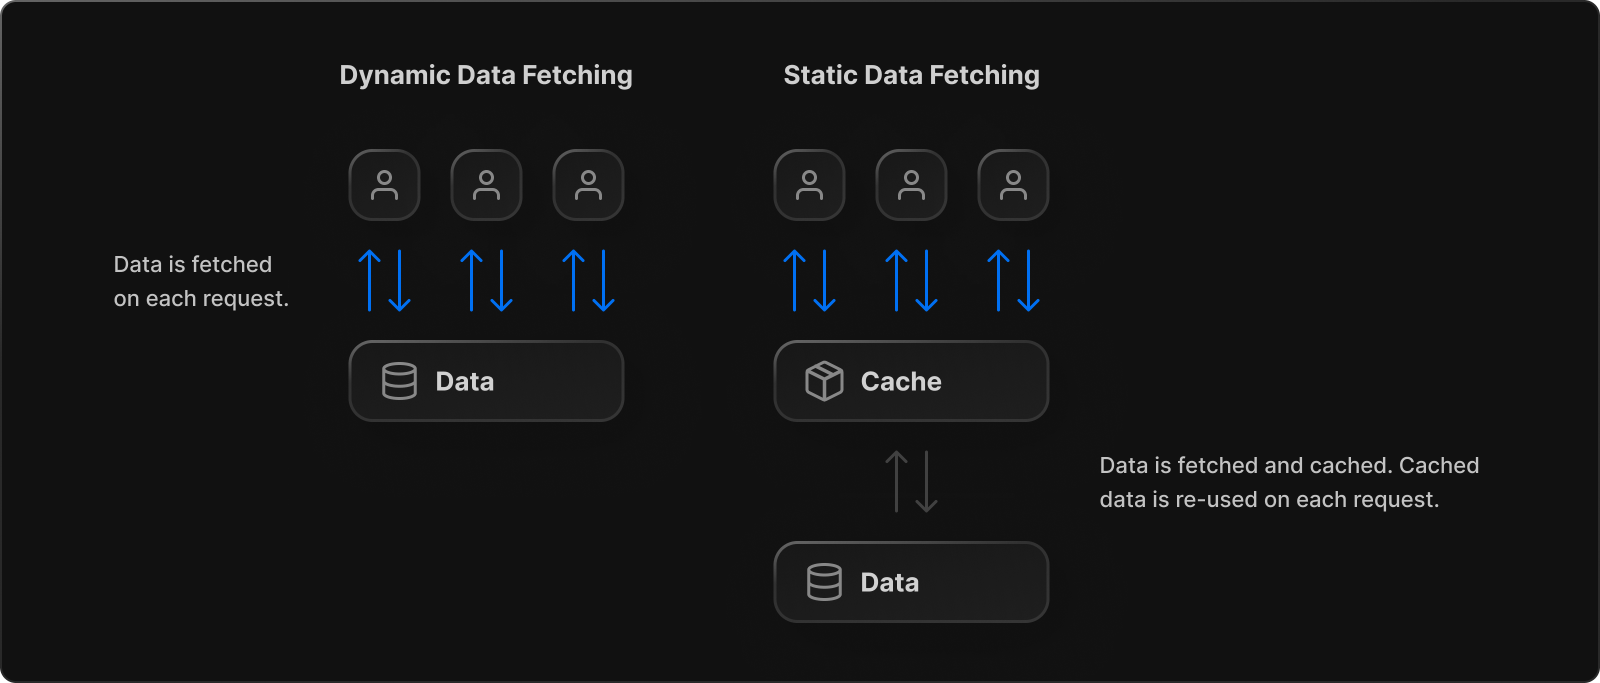 Dynamic Data Fetching
Static Data Fetching
Data is fetched
on each request.
Data
Cache
Data is fetched and cached. Cached
data is re-used on each request.
Data